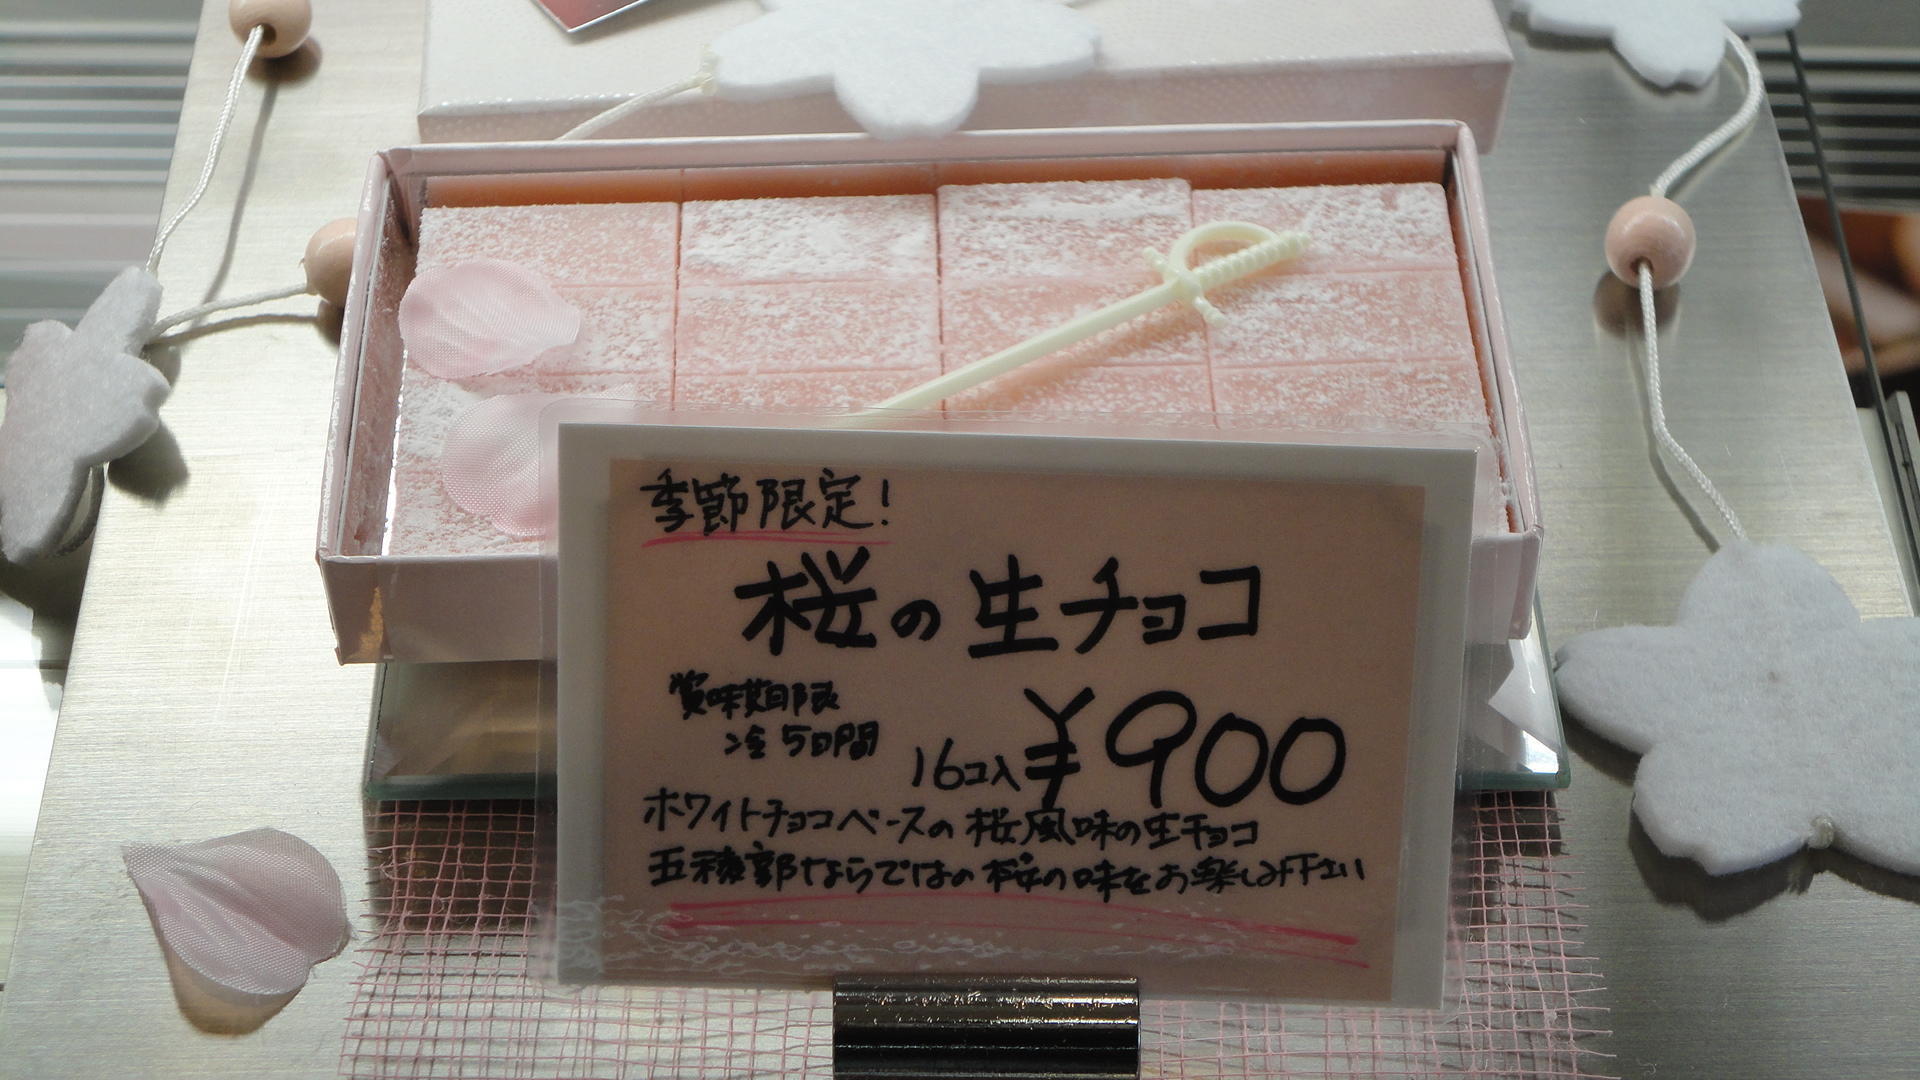 季節限定!
桜の生チョコ
賞味期限
冷5日間
16コ入 ¥900
ホワイトチョコベースの桜風味の生チョコ
五稜郭ならではの桜の味をお楽しみ下さい